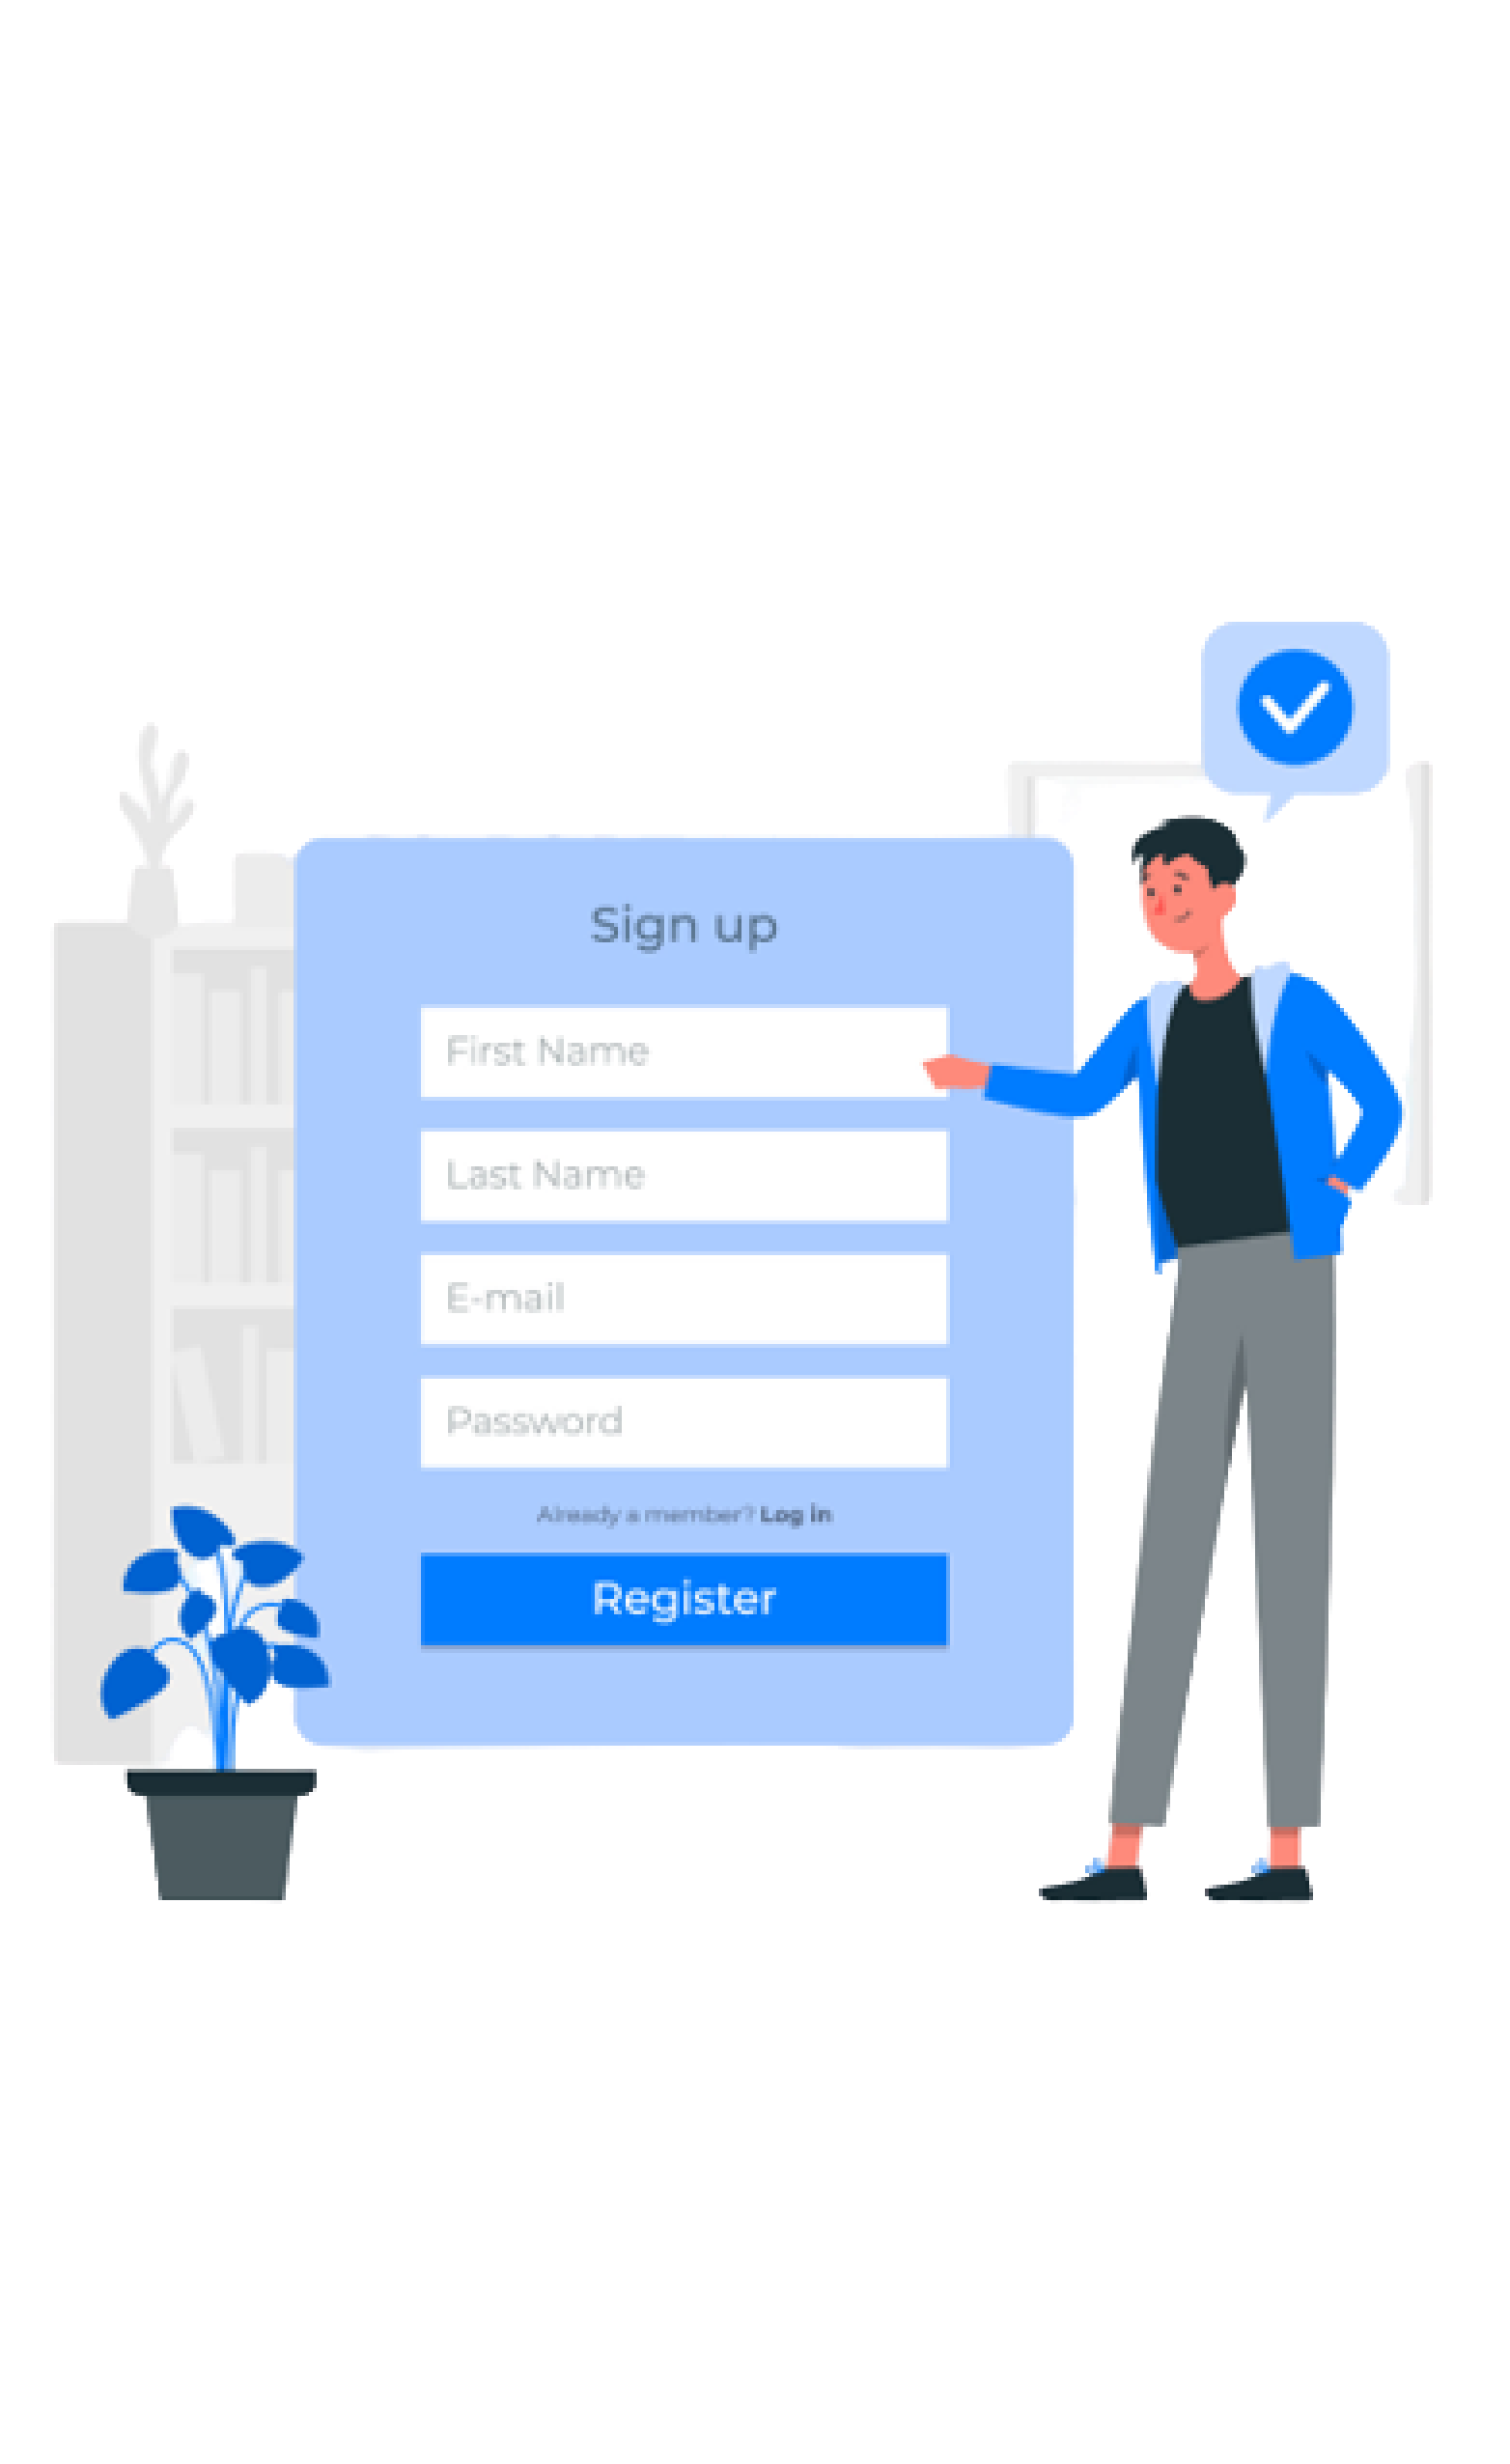 Sign up
First Name
Last Name
E-mail
Password
Already a member? Log in
Register